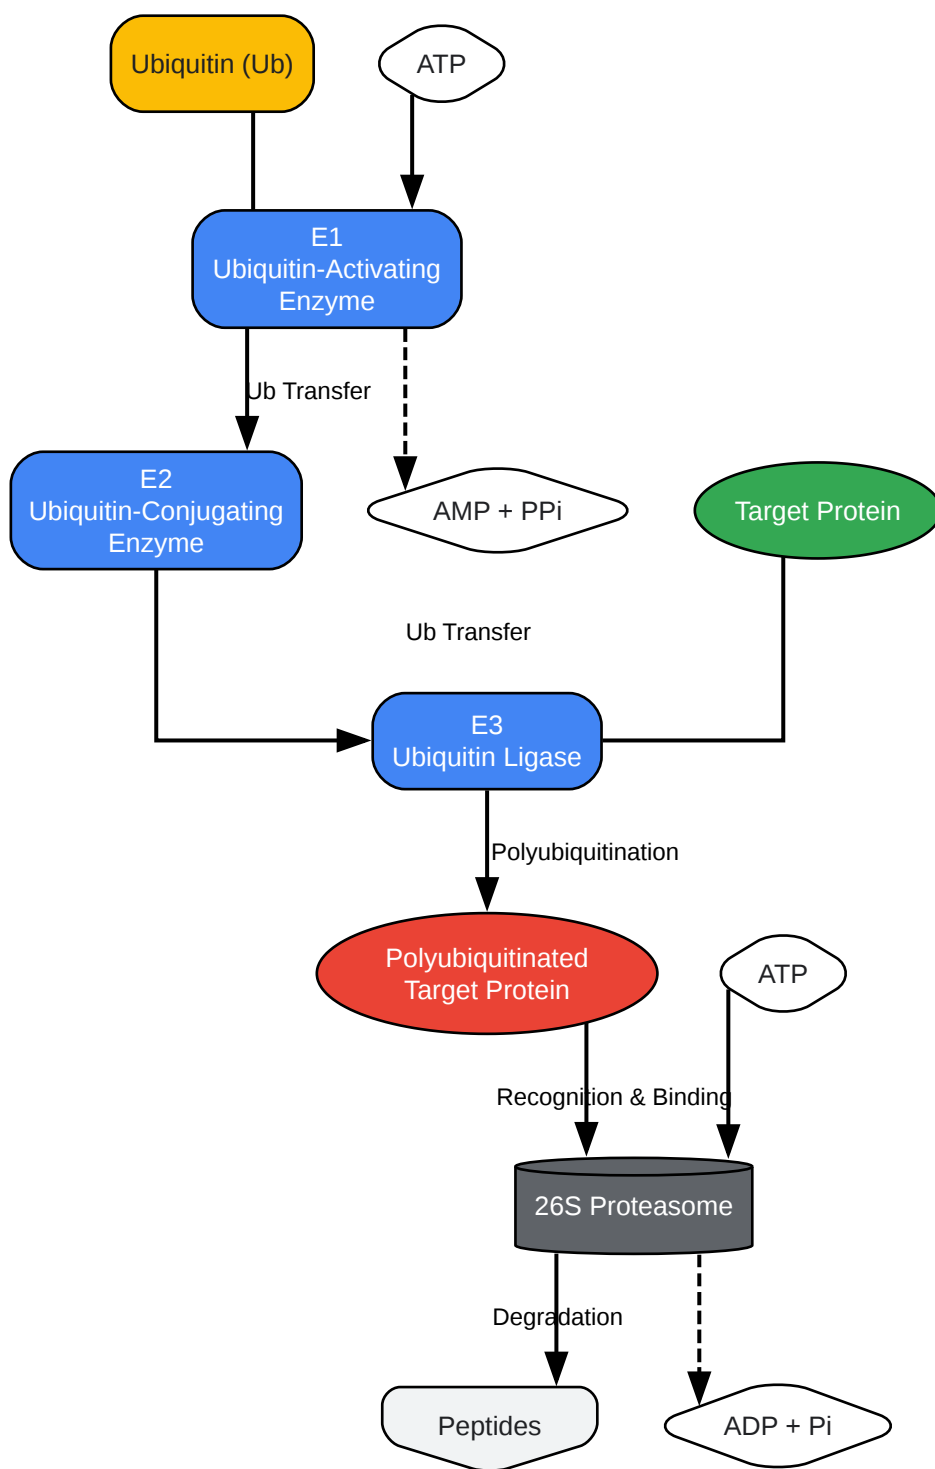 Ubiquitin (Ub)
ATP
E1
Ubiquitin-Activating
Enzyme
Ub Transfer
E2
Ubiquitin-Conjugating
Enzyme
AMP + PPi
Target Protein
Ub Transfer
E3
Ubiquitin Ligase
Polyubiquitination
Polyubiquitinated
Target Protein
ATP
Recognition & Binding
26S Proteasome
Degradation
Peptides
ADP + Pi